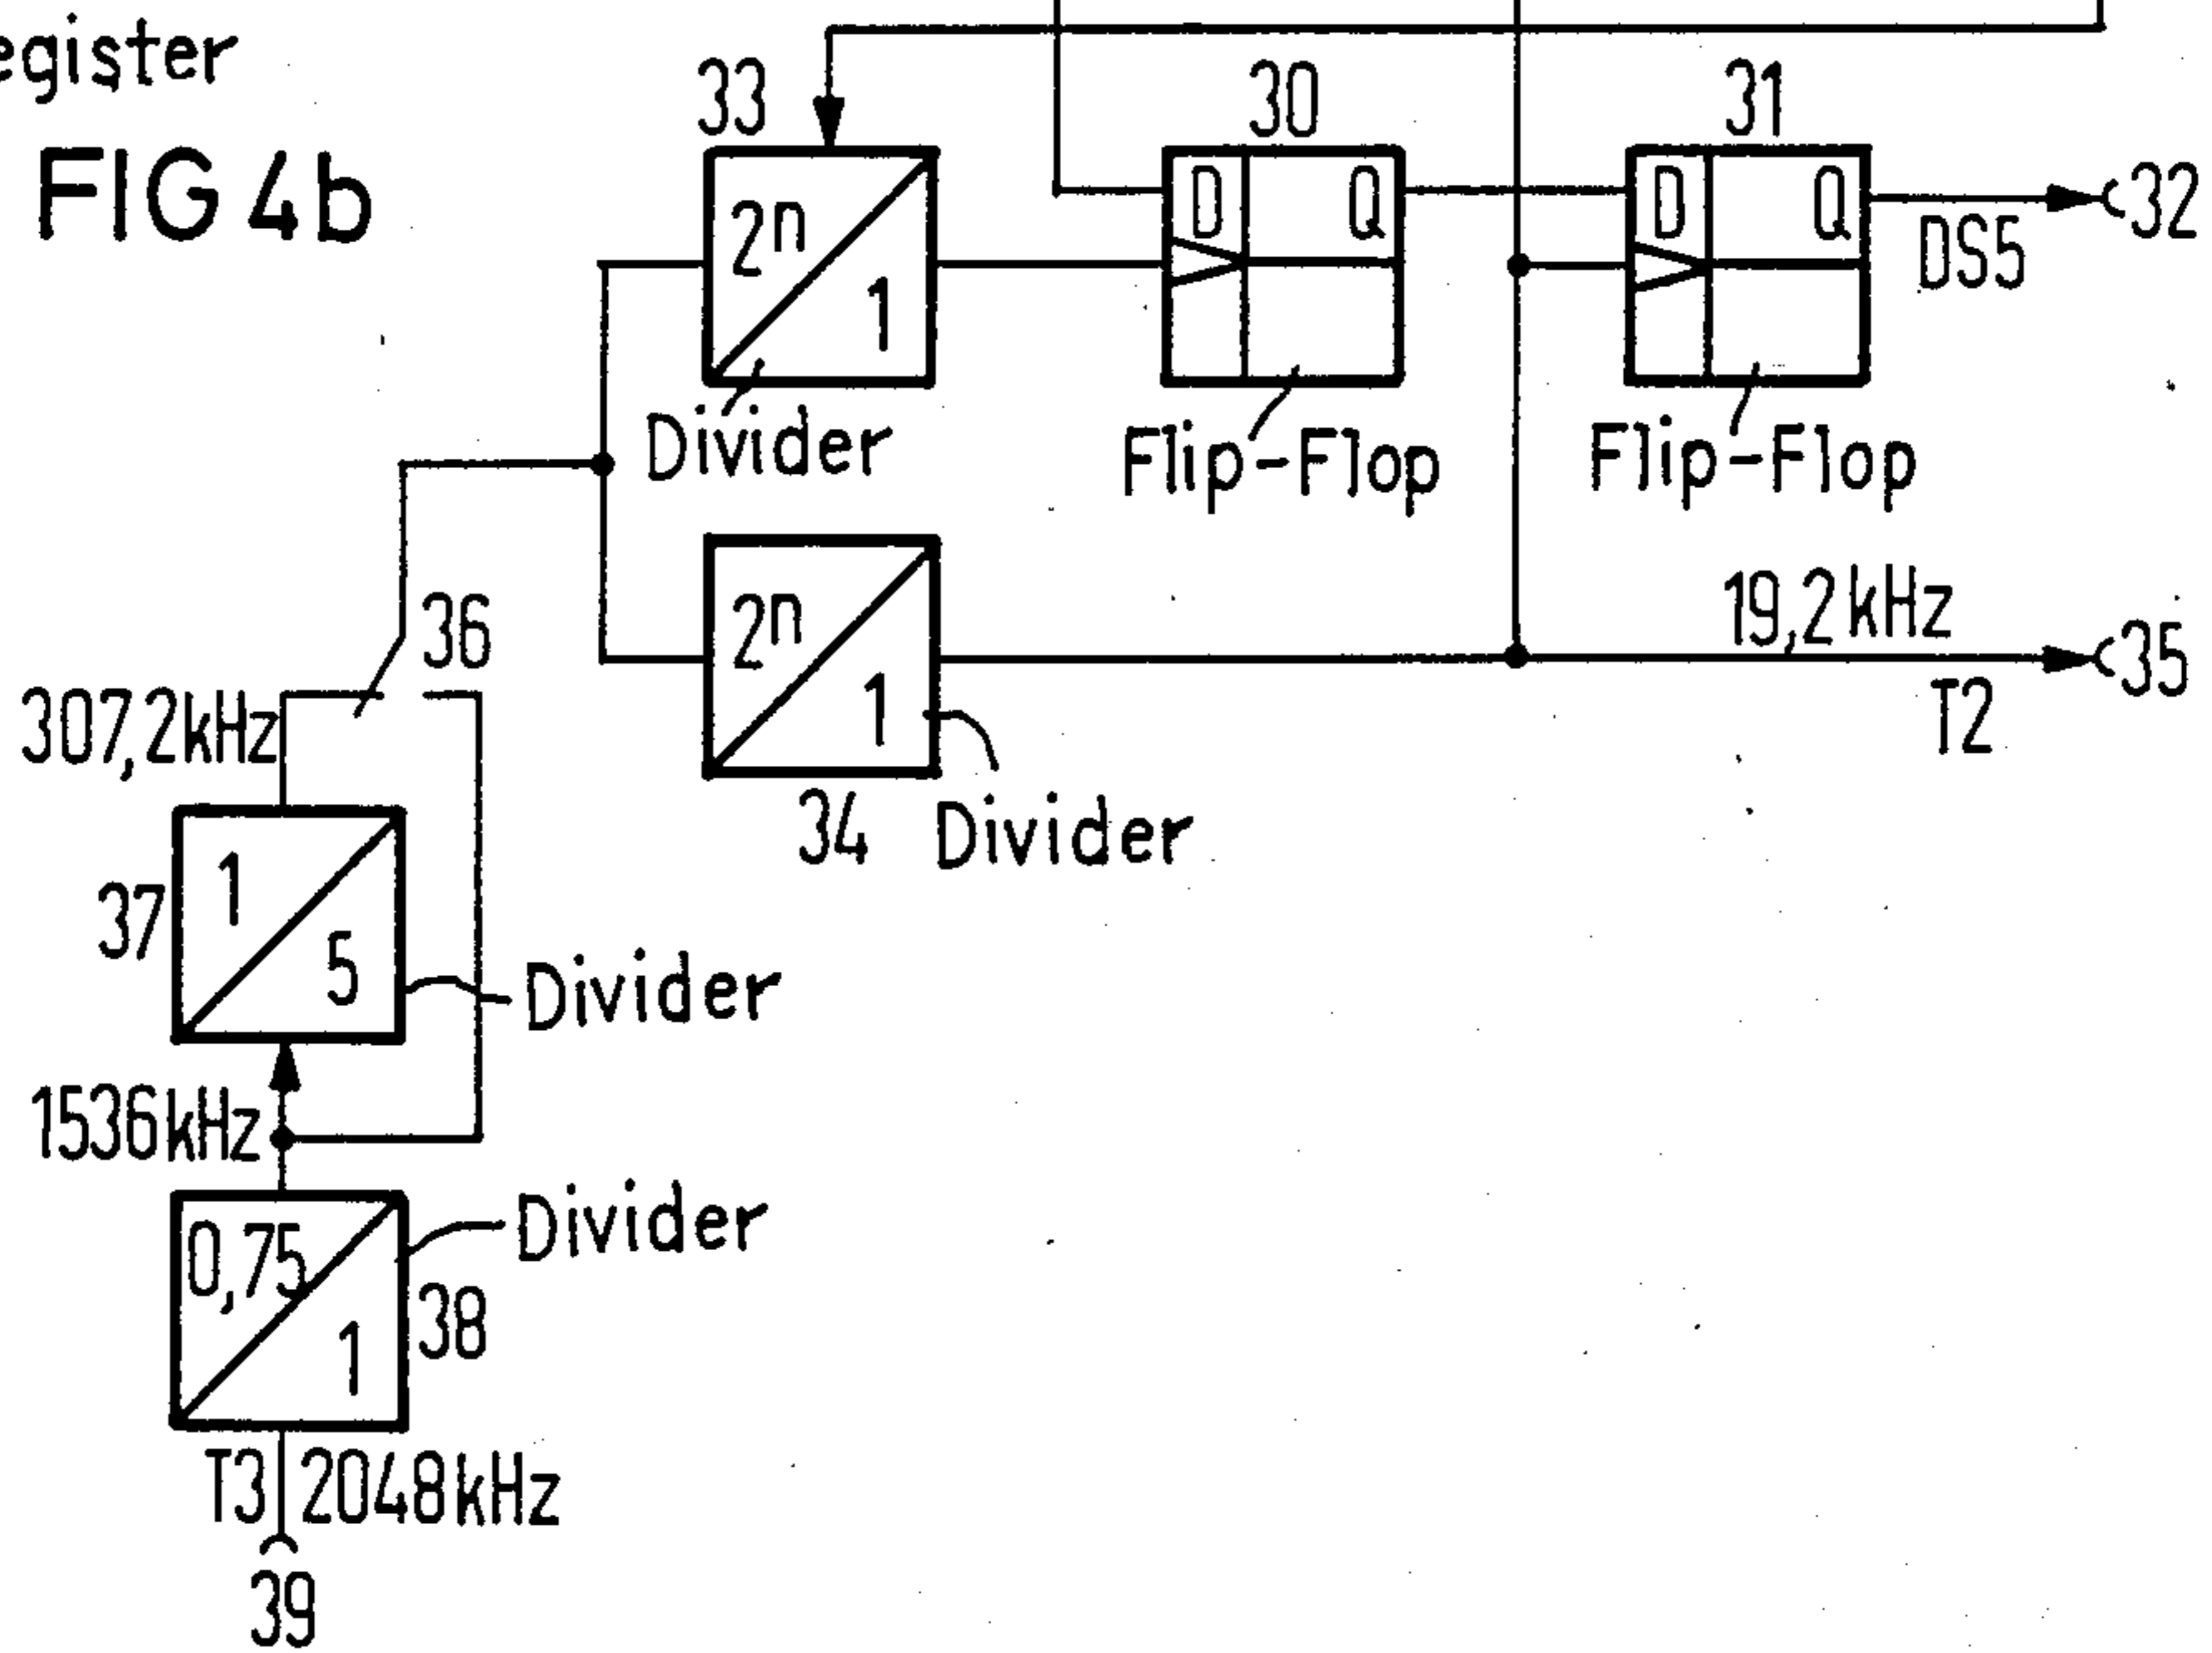 egister
FIG 4b
33
30
31
2n
1
D Q
D Q
32
DS5
Divider
Flip-Flop
Flip-Flop
36
2n
1
19,2 kHz
35
T2
307,2kHz
34 Divider
1
5
37
Divider
1536kHz
Divider
0,75
1
38
T3 2048kHz
39